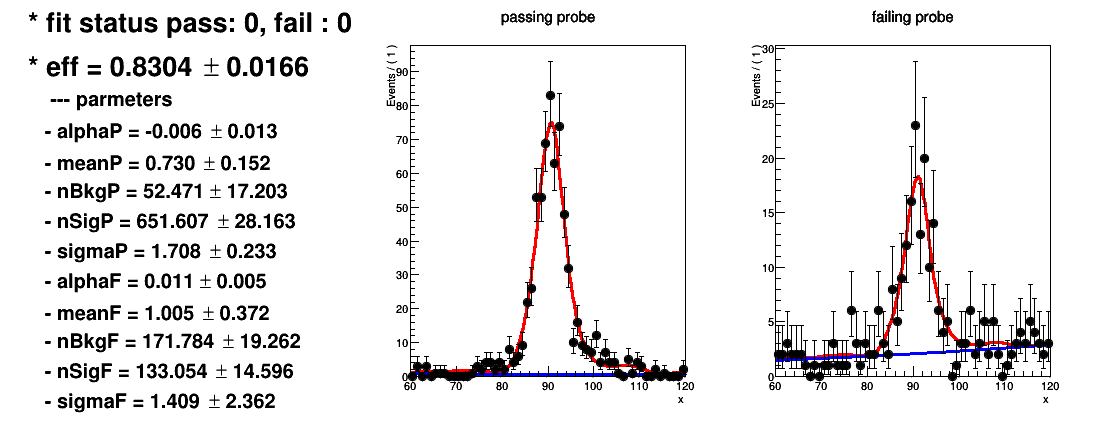 * fit status pass: 0, fail : 0
* eff = 0.8304 ± 0.0166
--- parmeters
- alphaP = -0.006 ± 0.013
- meanP = 0.730 ± 0.152
- nBkgP = 52.471 ± 17.203
- nSigP = 651.607 ± 28.163
- sigmaP = 1.708 ± 0.233
- alphaF = 0.011 ± 0.005
- meanF = 1.005 ± 0.372
- nBkgF = 171.784 ± 19.262
- nSigF = 133.054 ± 14.596
- sigmaF = 1.409 ± 2.362
passing probe
Events / ( 1 )
90
80
70
60
50
40
30
20
10
0
60 70 80 90 100 110 120
x
failing probe
Events / ( 1 )
30
25
20
15
10
5
0
60 70 80 90 100 110 120
x